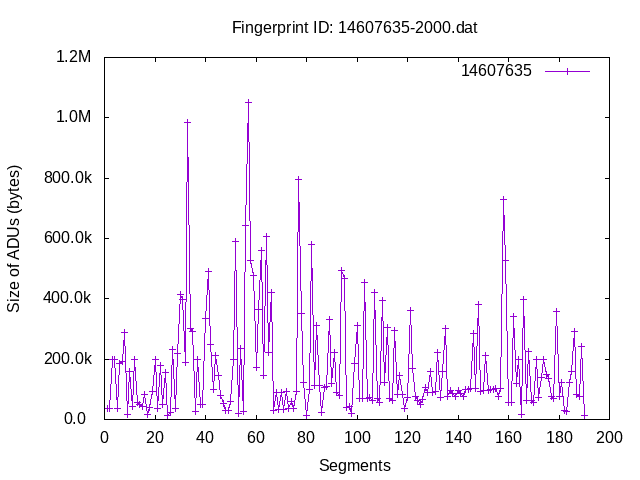 Fingerprint ID: 14607635-2000.dat
1.2M
14607635
1.0M
800.0k
600.0k
400.0k
200.0k
0.0
Size of ADUs (bytes)
0 20 40 60 80 100 120 140 160 180 200
Segments